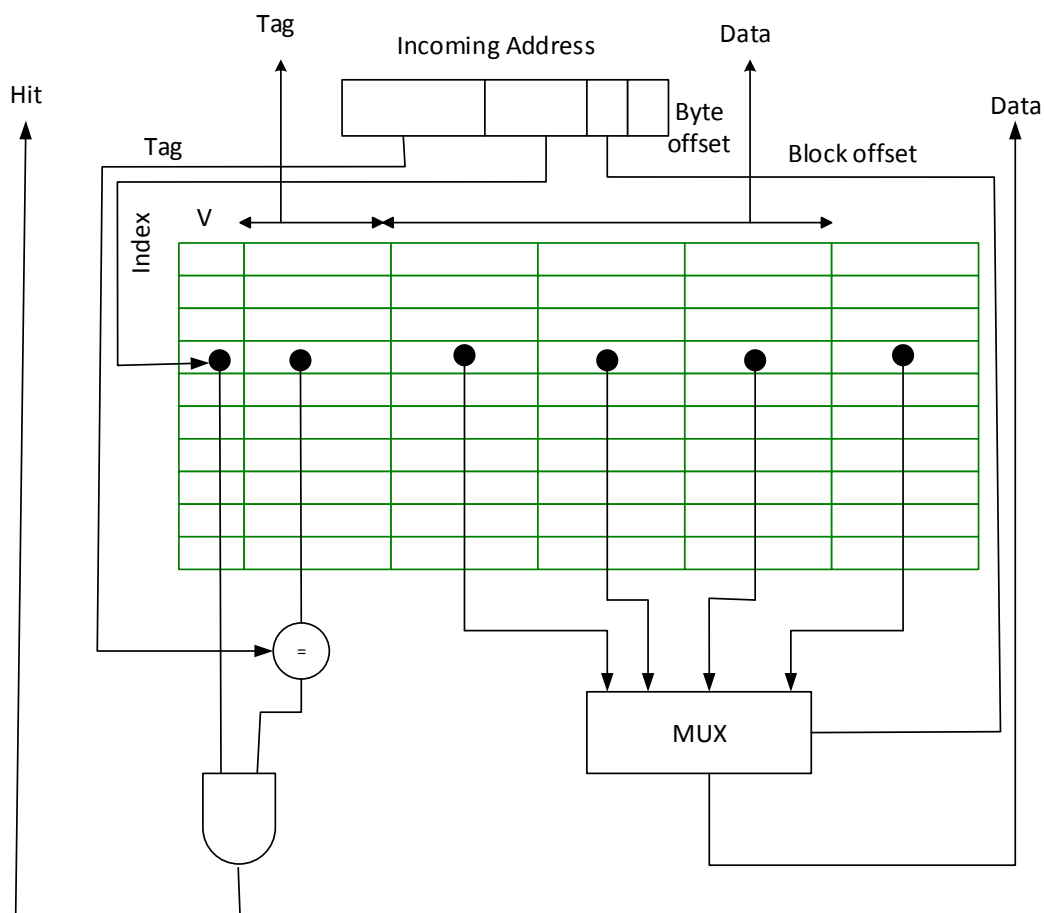 Tag
Incoming Address
Data
Hit
Data
Byte
offset
Tag
Block offset
Index
V
=
MUX